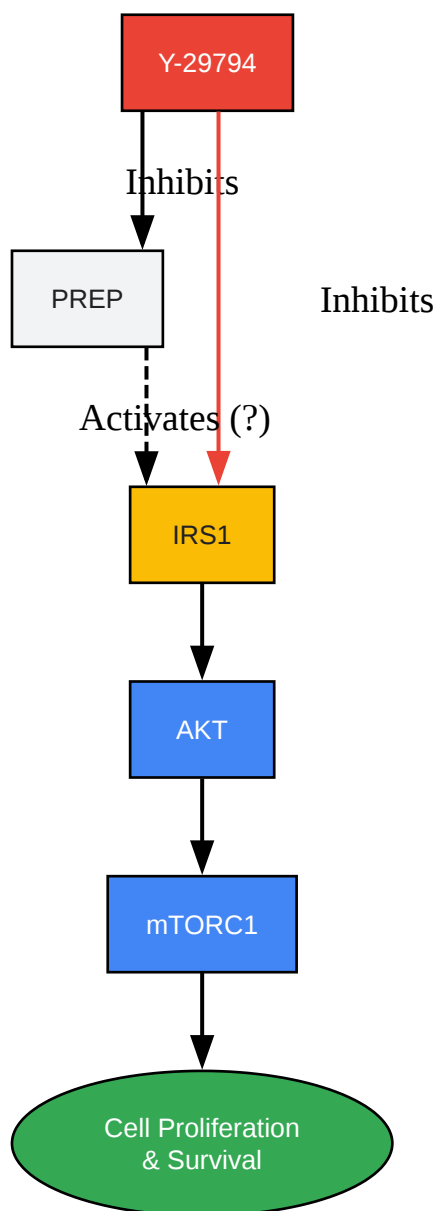 Y-29794
Inhibits
PREP
Inhibits
Activates (?)
IRS1
AKT
mTORC1
Cell Proliferation
& Survival